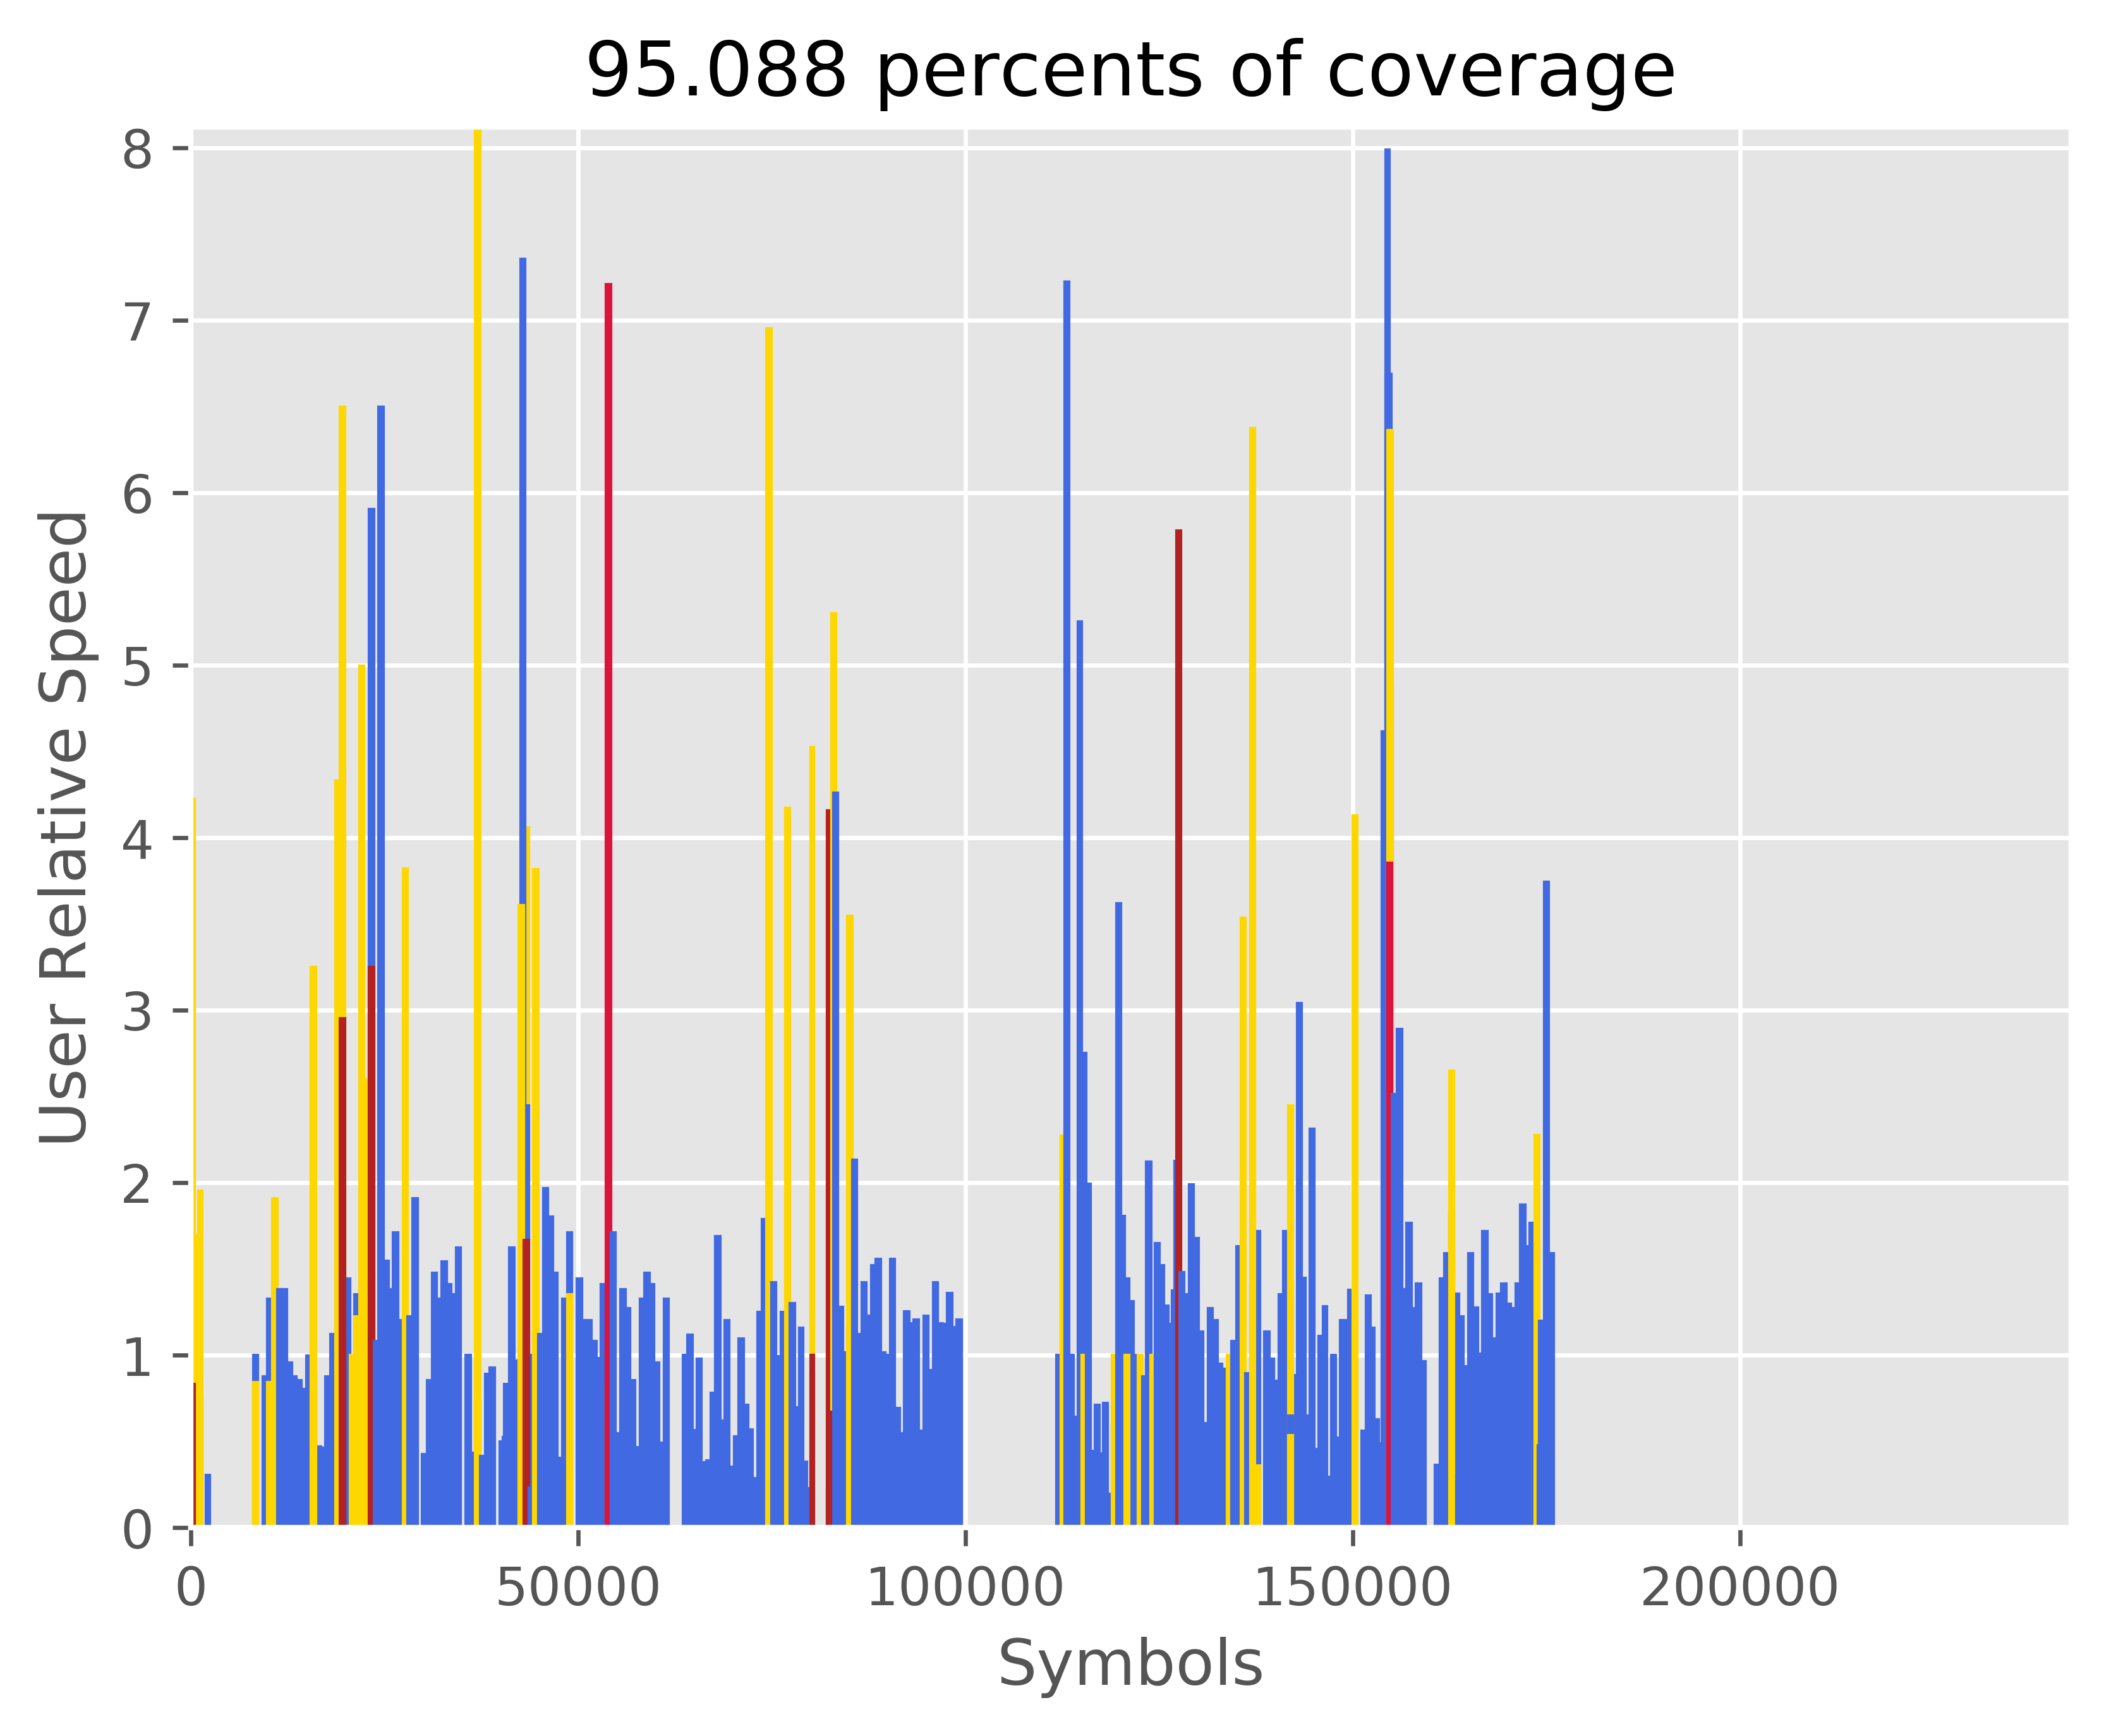 95.088 percents of coverage
8
7
6
5
4
3
2
1
0
User Relative Speed
0 50000 100000 150000 200000
Symbols